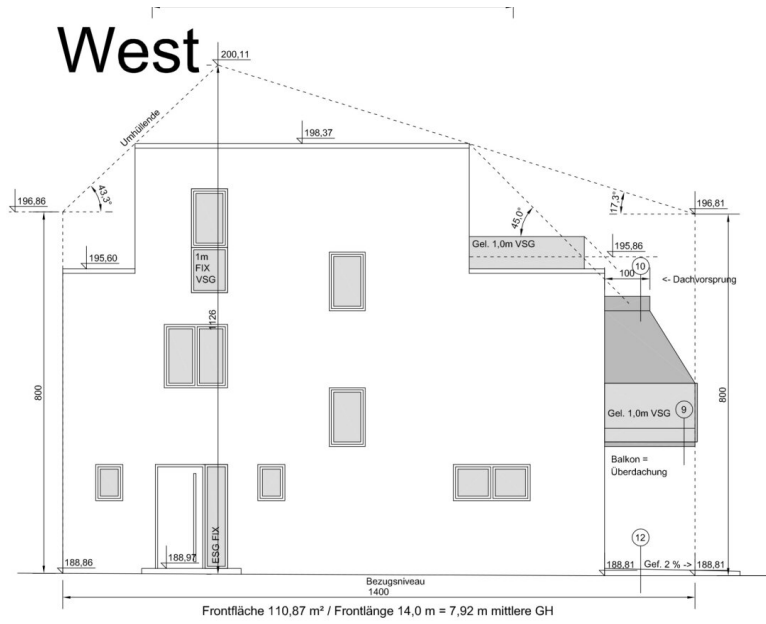 West
200,11
Umhüllende
198,37
43,3°
196,86
17,3°
196,81
45,0°
Gel. 1,0m VSG
195,86
195,60
1m
FIX
VSG
10
100
<- Dachvorsprung
1126
800
800
Gel. 1,0m VSG
9
Balkon =
Überdachung
ESG FIX
188,97
12
188,86
188,81
Gef. 2 % ->
188,81
Bezugsniveau
1400
Frontfläche 110,87 m² / Frontlänge 14,0 m = 7,92 m mittlere GH